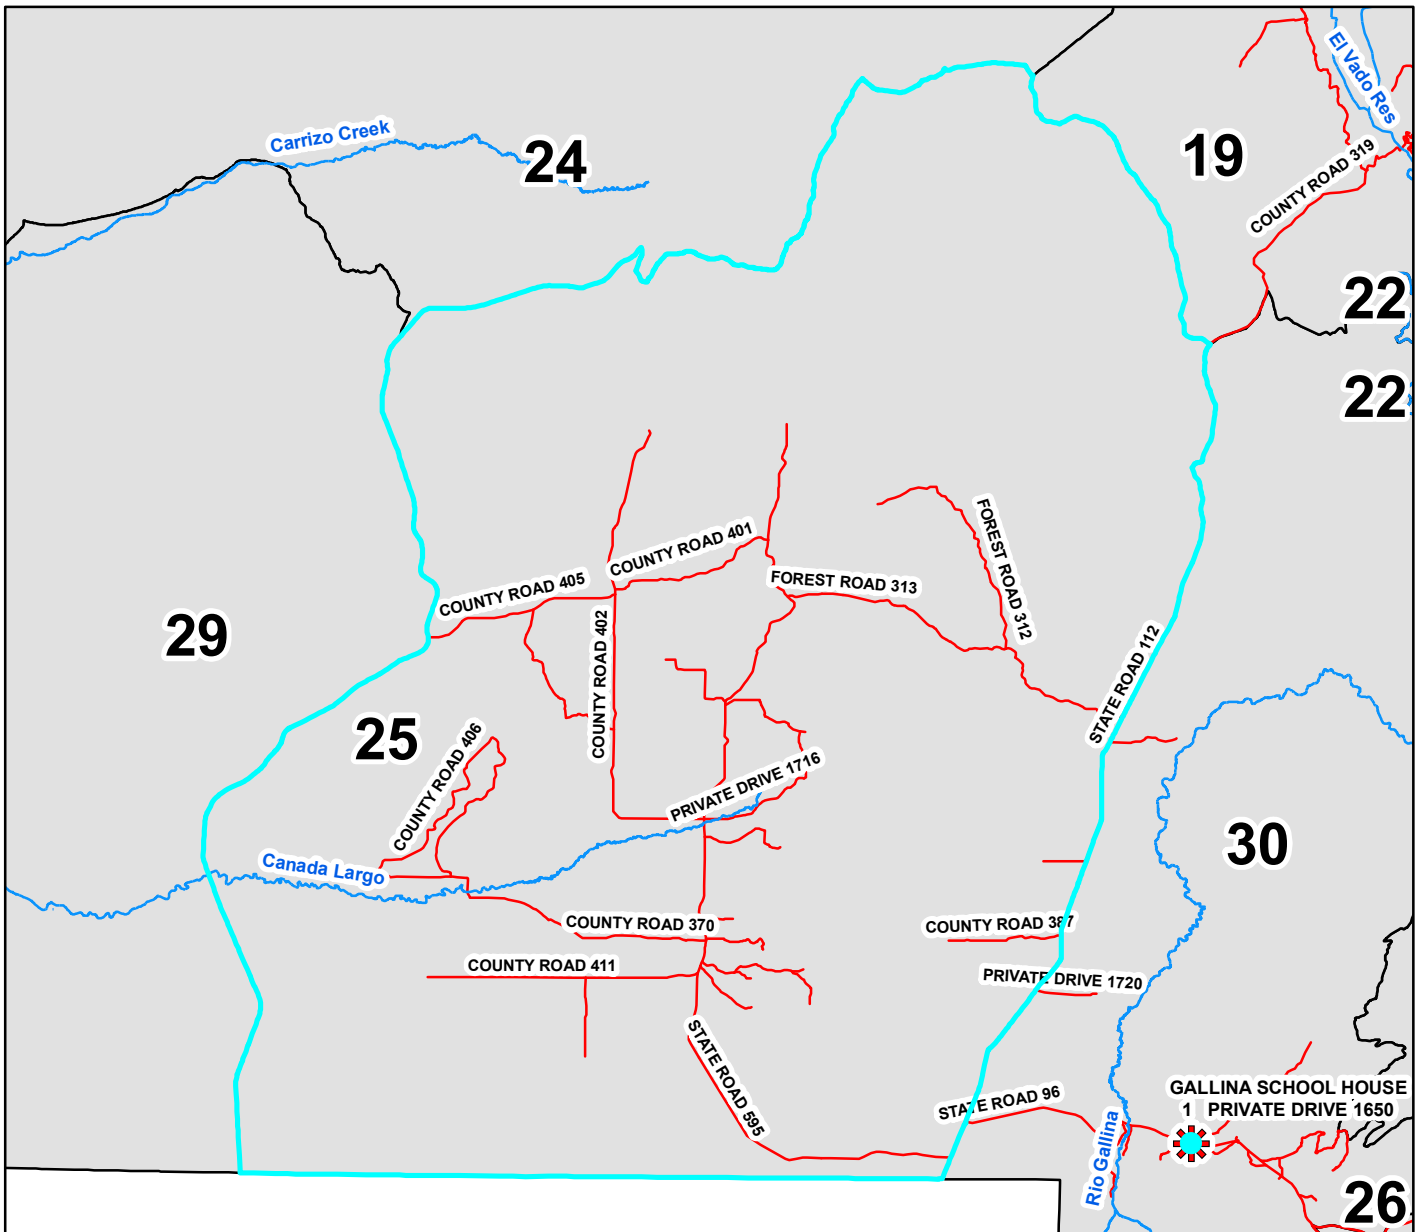 El Vado Res
Carrizo Creek
24
19
COUNTY ROAD 319
22
22
COUNTY ROAD 401
FOREST ROAD 312
COUNTY ROAD 405
FOREST ROAD 313
29
COUNTY ROAD 402
STATE ROAD 112
25
COUNTY ROAD 406
PRIVATE DRIVE 1716
30
Canada Largo
COUNTY ROAD 370
COUNTY ROAD 387
COUNTY ROAD 411
PRIVATE DRIVE 1720
STATE ROAD 595
STATE ROAD 96
GALLINA SCHOOL HOUSE
1 PRIVATE DRIVE 1650
Rio Gallina
26